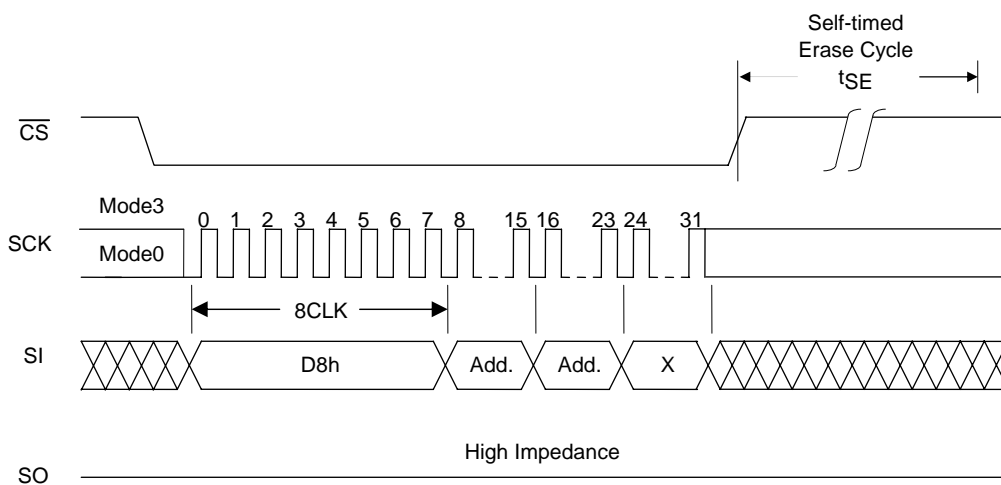 Self-timed
Erase Cycle
tSE
CS
Mode3
0 1 2 3 4 5 6 7 8 15 16 23 24 31
SCK
Mode0
8CLK
SI D8h Add. Add. X
High Impedance
SO